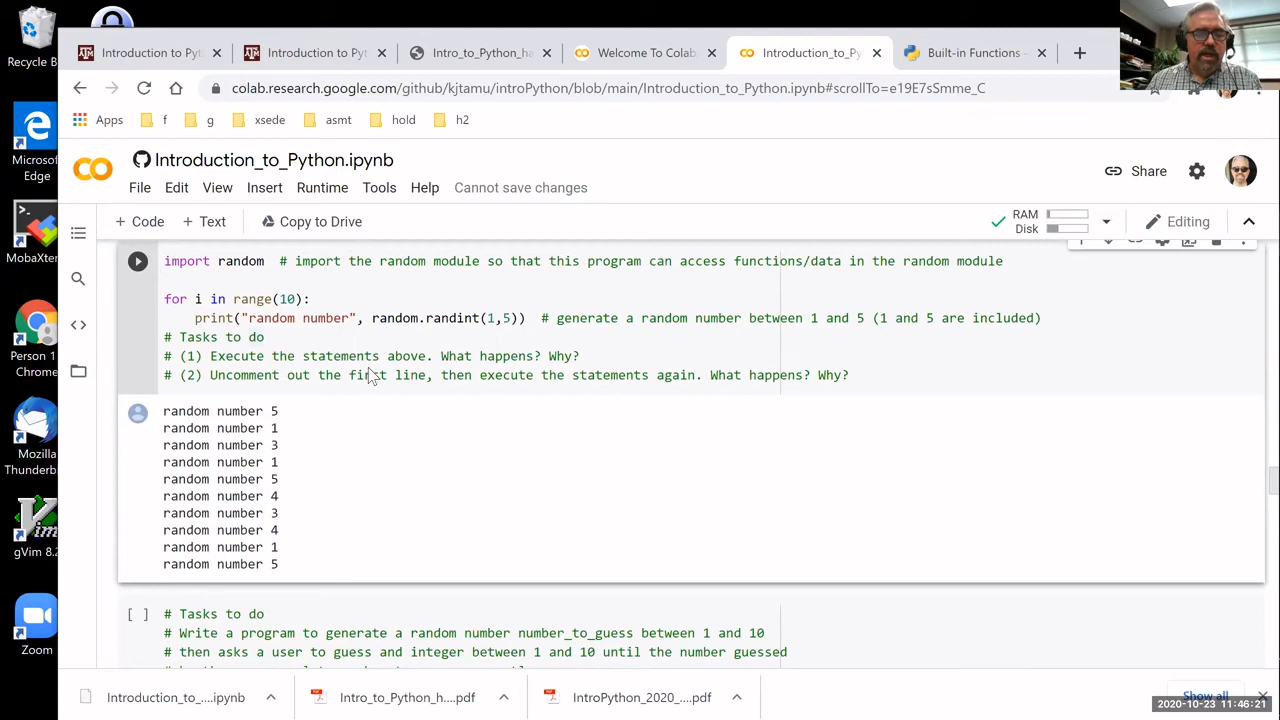 Recycle B
Introduction to Py
Introduction to Pyt
Intro_to_Python_ha
Welcome To Colab
Introduction_to_Py
Built-in Functions
colab.research.google.com/gith
IntroPython/blob/main/Introduction_to_Python.ipynb#scrollTo=e19E7sSmme_C
Apps
f
g
xsede
asmt
hold
h2
Microsof
Edge
Introduction_to_Python.ipynb
Share
File Edit View Insert Runtime Tools Help Cannot save changes
+ Code + Text Copy to Drive
RAM
Disk
Editing
MobaXter
import random # import the random module so that this program can access functions/data in the random module
for i in range(10):
print("random number", random.randint(1,5)) # generate a random number between 1 and 5 (1 and 5 are included)
# Tasks to do
# (1) Execute the statements above. What happens? Why?
# (2) Uncomment out the first line, then execute the statements again. What happens? Why?
Person 1
Chrome
random number 5
random number 1
random number 3
random number 1
random number 5
random number 4
random number 3
random number 4
random number 1
random number 5
Mozilla
Thunderb
gVim 8.2
Zoom
[ ] # Tasks to do
# Write a program to generate a random number number_to_guess between 1 and 10
# then asks a user to guess and integer between 1 and 10 until the number guessed
Introduction_to_....ipynb
Intro_to_Python_h....pdf
IntroPython_2020_....pdf
Show all
2020-10-23 11:46:21